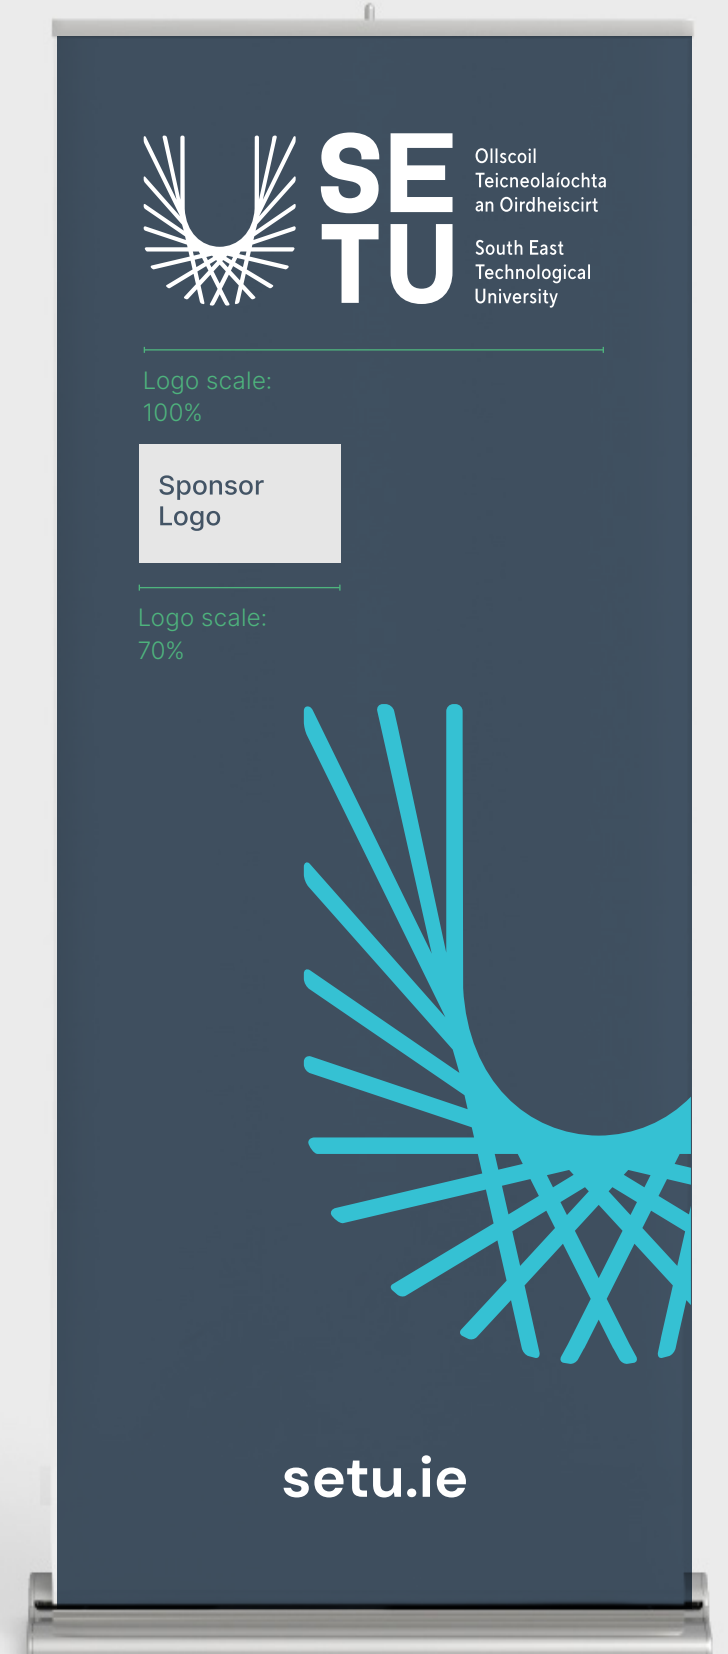 SE
TU
Ollscoil
Teicneolaíochta
an Oirdheiscirt
South East
Technological
University
Logo scale:
100%
Sponsor
Logo
Logo scale:
70%
setu.ie